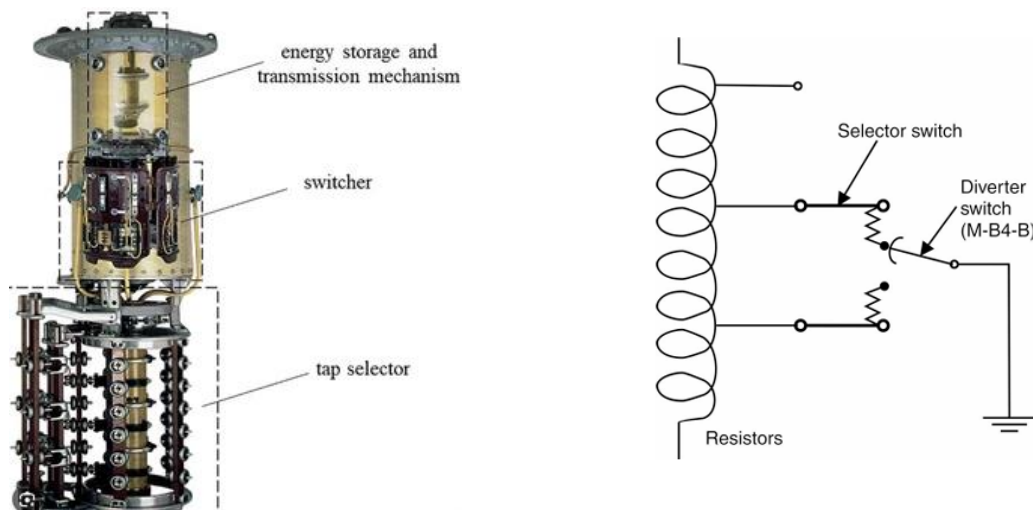 energy storage and
transmission mechanism
switcher
tap selector
Selector switch
Diverter
switch
(M-B4-B)
Resistors